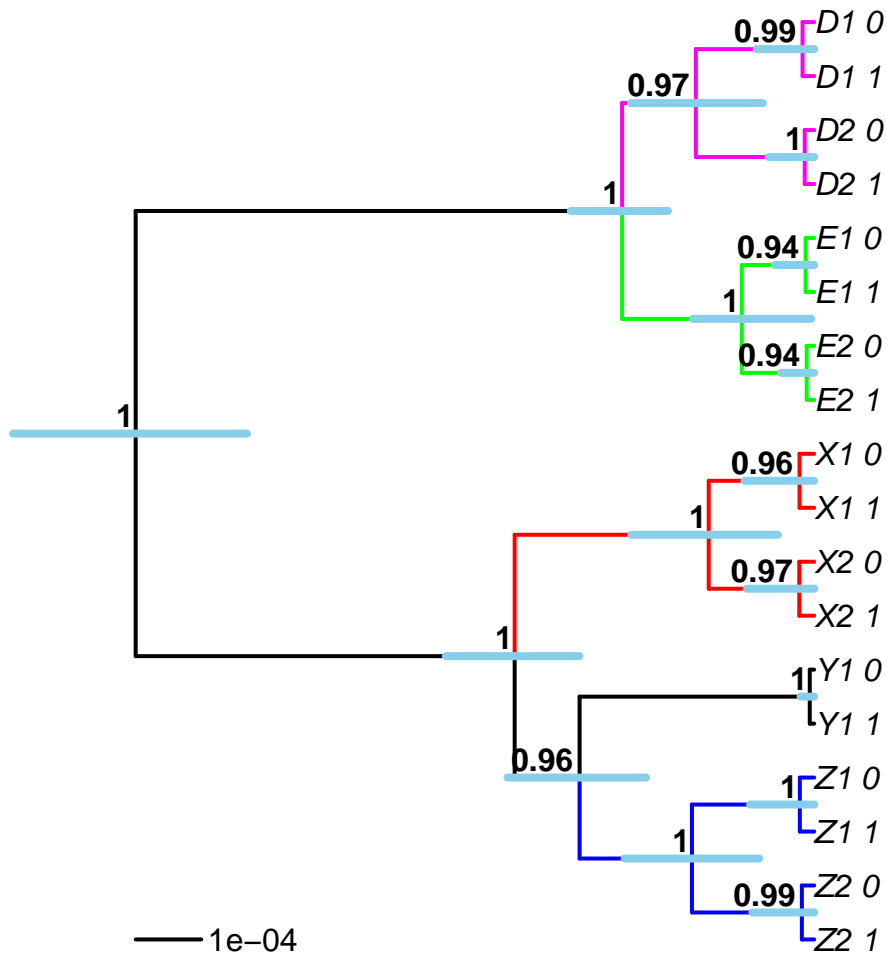 D1 0
0.99
D1 1
0.97
D2 0
1
D2 1
1
E1 0
0.94
E1 1
1
E2 0
0.94
E2 1
1
X1 0
0.96
X1 1
1
X2 0
0.97
X2 1
1
Y1 0
1
Y1 1
0.96
Z1 0
1
Z1 1
1
Z2 0
0.99
Z2 1
1e−04